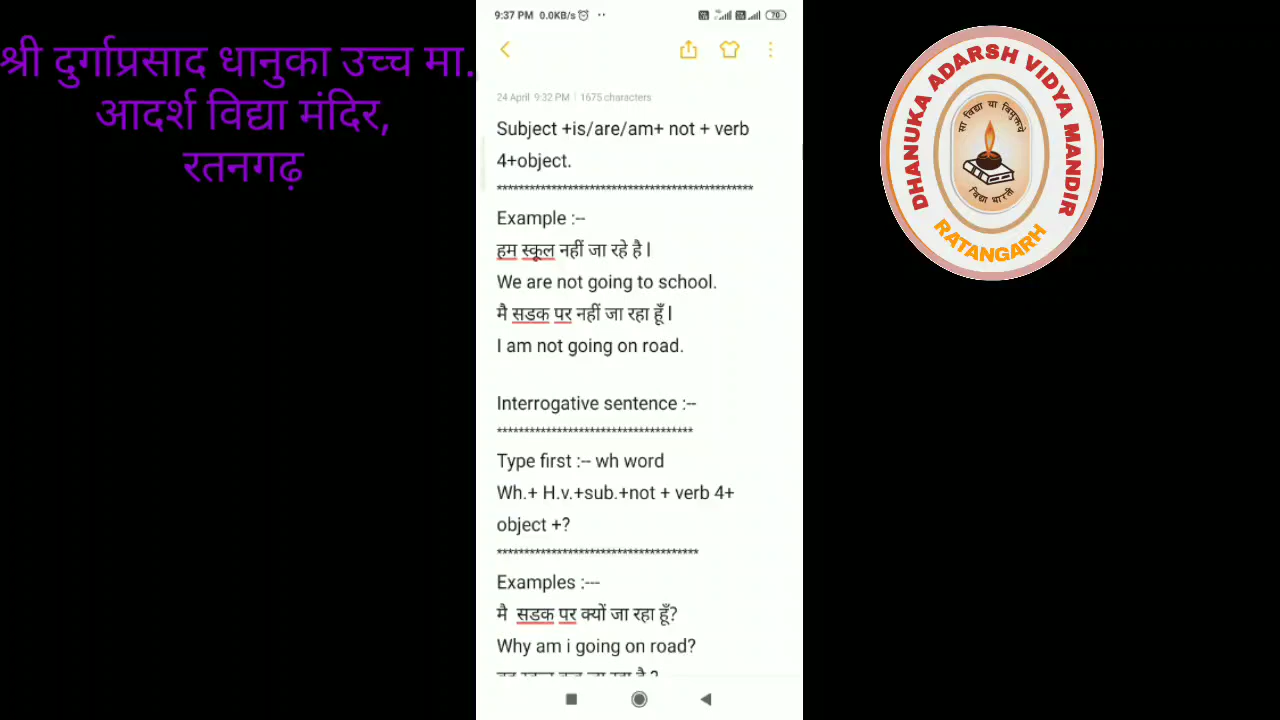 श्री दुर्गाप्रसाद धानुका उच्च मा.
आदर्श विद्या मंदिर,
रतनगढ़
9:37 PM 0.0KB/s
70
24 April 9:32 PM | 1675 characters
Subject +is/are/am+ not + verb
4+object.
***********************************************
Example :--
हम स्कूल नहीं जा रहे है l
We are not going to school.
मै सडक पर नहीं जा रहा हूँ l
I am not going on road.
Interrogative sentence :--
************************************
Type first :-- wh word
Wh.+ H.v.+sub.+not + verb 4+
object +?
*************************************
Examples :---
मै सडक पर क्यों जा रहा हूँ?
Why am i going on road?
DHANUKA ADARSH VIDYA MANDIR
सा विद्या या विमुक्तये
विद्या भारती
RATANGARH